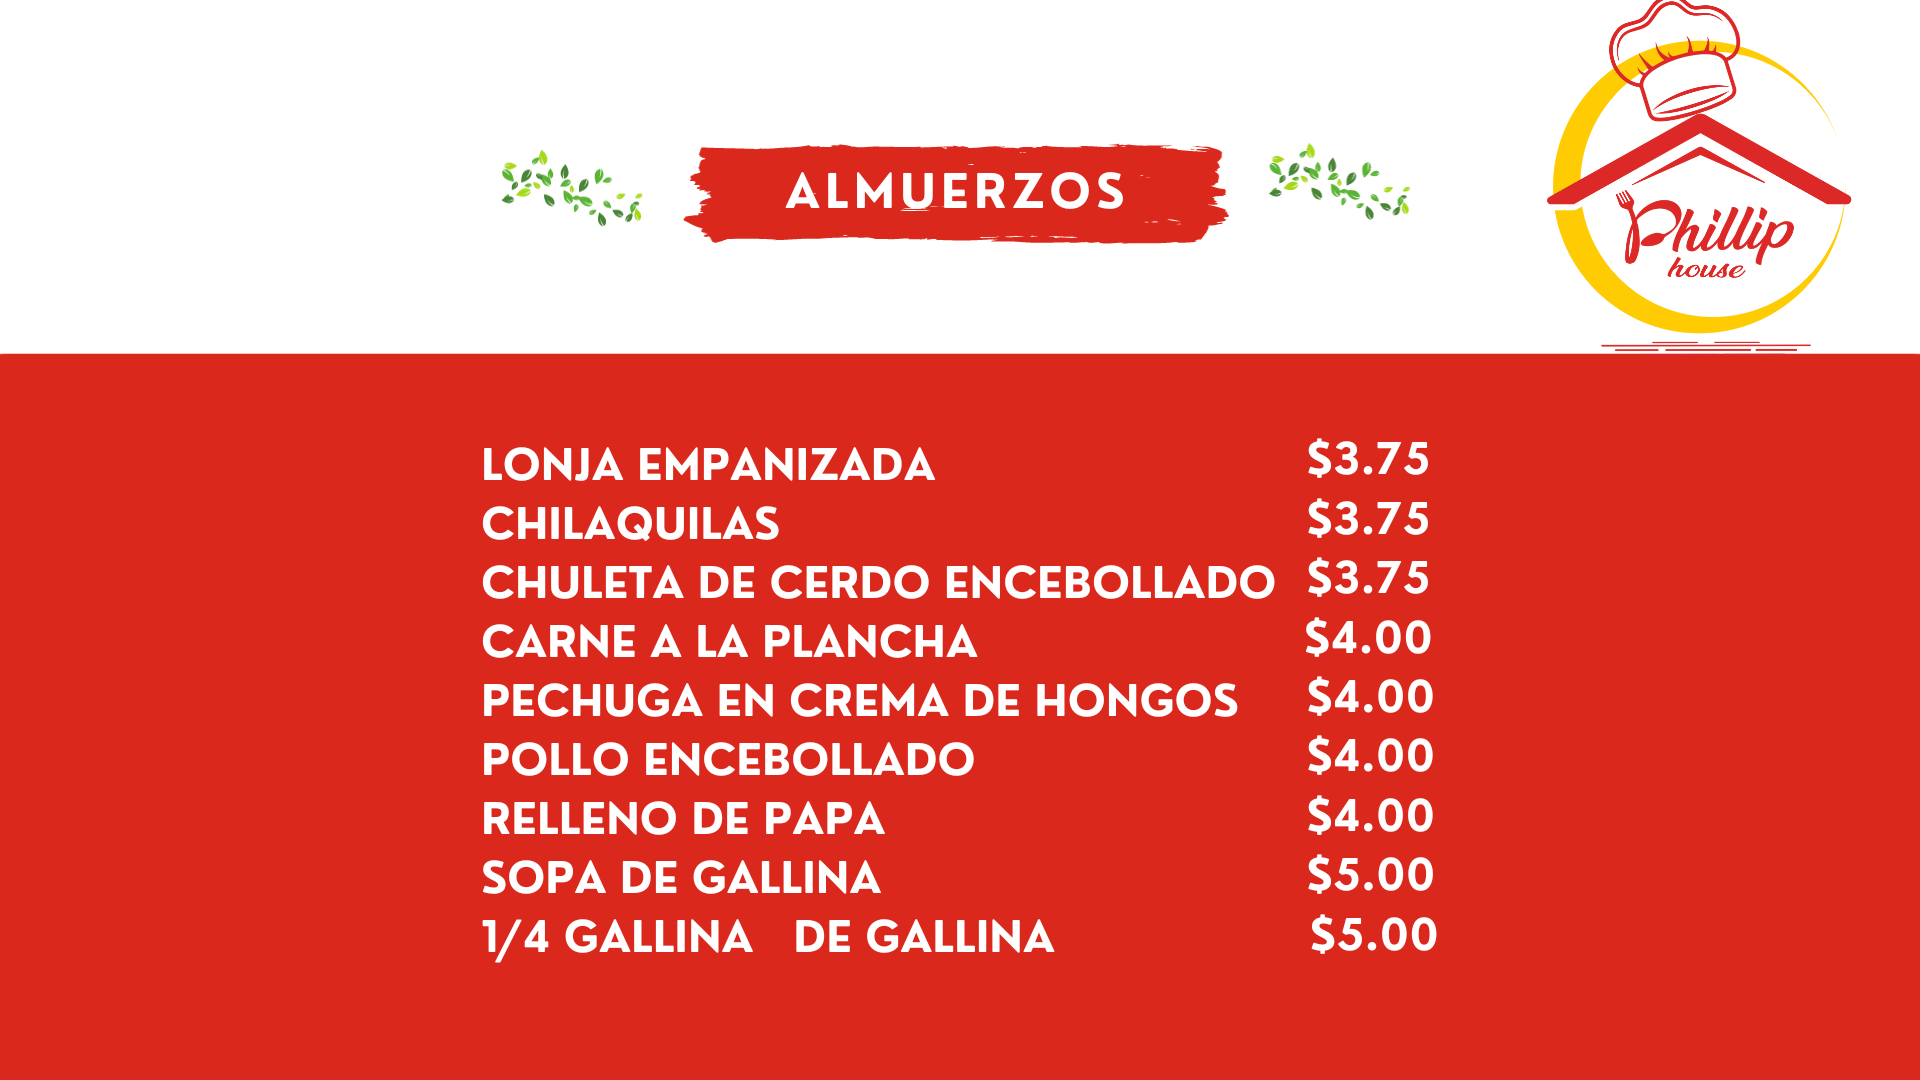 ALMUERZOS
Phillip
house
LONJA EMPANIZADA $3.75
CHILAQUILAS $3.75
CHULETA DE CERDO ENCEBOLLADO $3.75
CARNE A LA PLANCHA $4.00
PECHUGA EN CREMA DE HONGOS $4.00
POLLO ENCEBOLLADO $4.00
RELLENO DE PAPA $4.00
SOPA DE GALLINA $5.00
1/4 GALLINA DE GALLINA $5.00